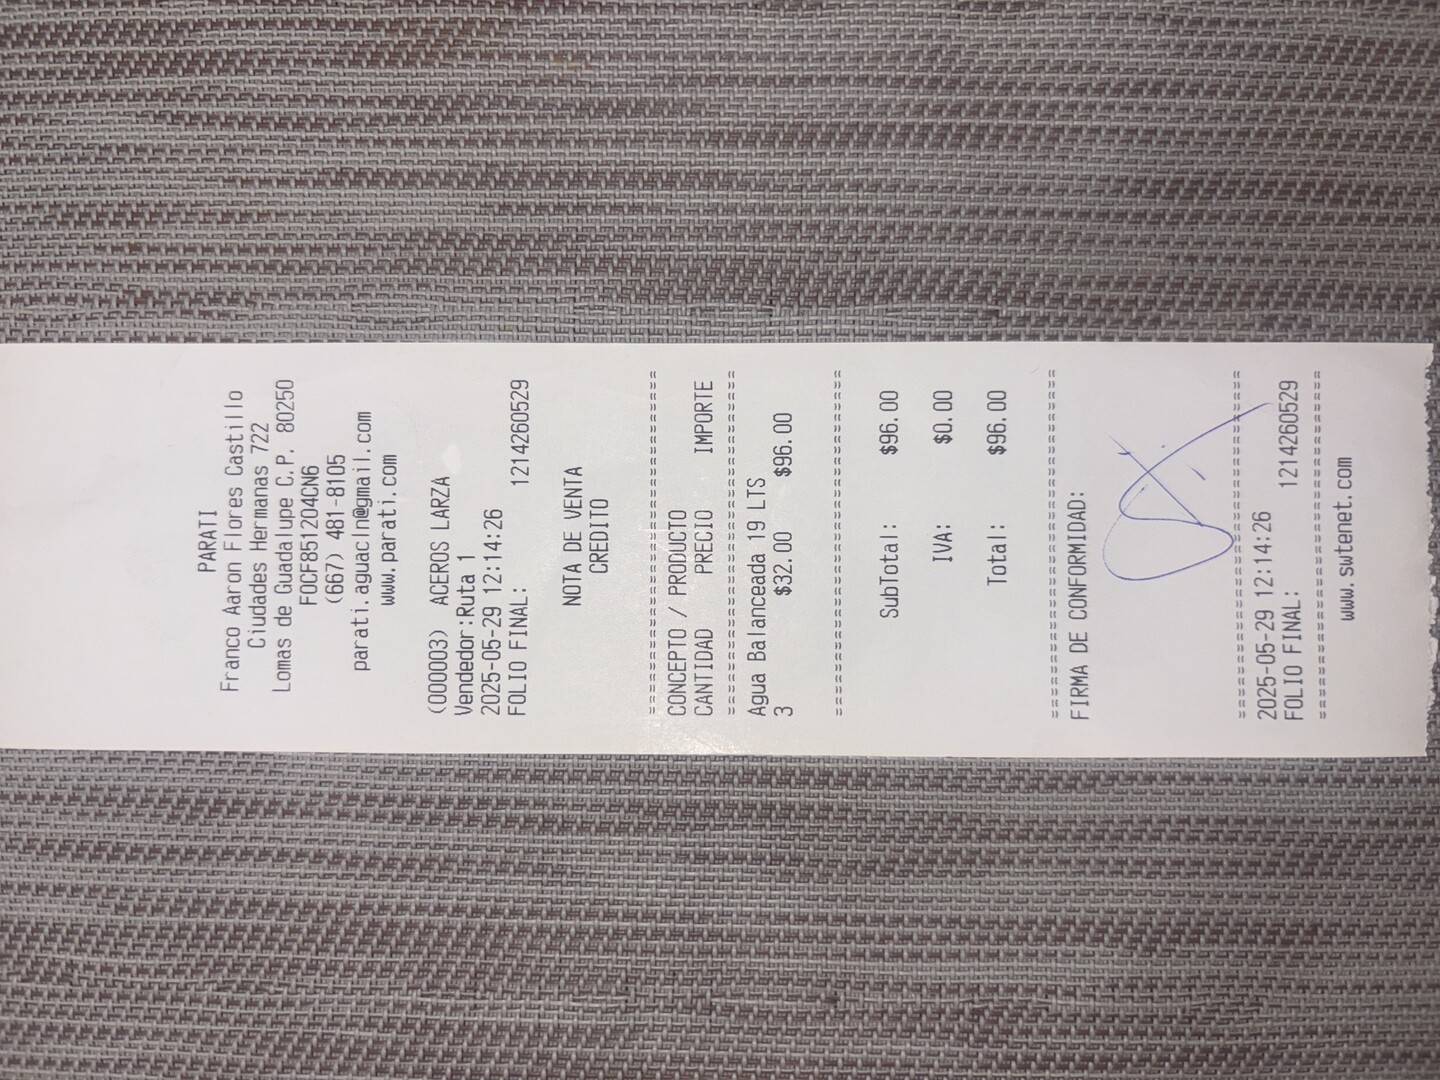 PARATI
Franco Aaron Flores Castillo
Ciudades Hermanas 722
Lomas de Guadalupe C.P. 80250
FOCF851204CN6
(667) 481-8105
parati.aguacln@gmail.com
www.parati.com
(000003) ACEROS LARZA
Vendedor:Ruta 1
2025-05-29 12:14:26
FOLIO FINAL: 1214260529
NOTA DE VENTA
CREDITO
======================================
CONCEPTO / PRODUCTO
CANTIDAD PRECIO IMPORTE
======================================
Agua Balanceada 19 LTS
3 $32.00 $96.00
======================================
SubTotal: $96.00
IVA: $0.00
Total: $96.00
======================================
FIRMA DE CONFORMIDAD:
======================================
2025-05-29 12:14:26
FOLIO FINAL: 1214260529
======================================
www.swtenet.com